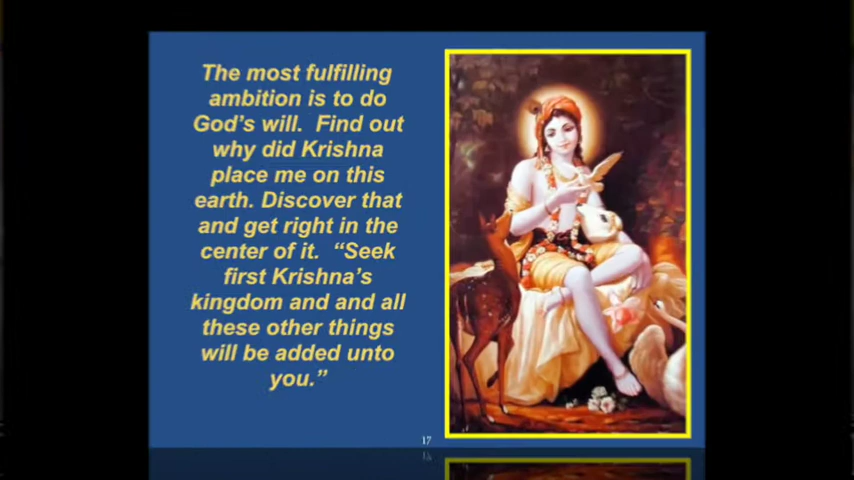 The most fulfilling
ambition is to do
God's will.  Find out
why did Krishna
place me on this
earth. Discover that
and get right in the
center of it.  “Seek
first Krishna's
kingdom and and all
these other things
will be added unto
you.”
17